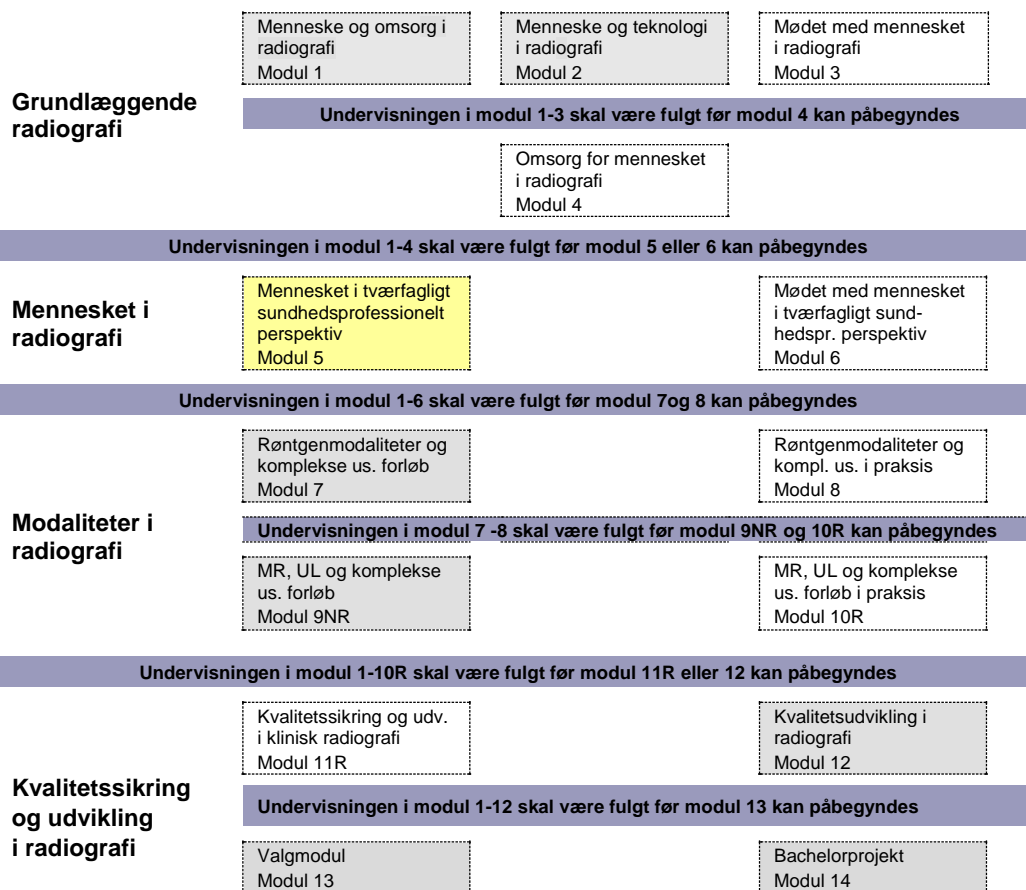 Menneske og omsorg i
radiografi
Modul 1
Menneske og teknologi
i radiografi
Modul 2
Mødet med mennesket
i radiografi
Modul 3
Grundlæggende
radiografi
Undervisningen i modul 1-3 skal være fulgt før modul 4 kan påbegyndes
Omsorg for mennesket
i radiografi
Modul 4
Undervisningen i modul 1-4 skal være fulgt før modul 5 eller 6 kan påbegyndes
Mennesket i
radiografi
Mennesket i tværfagligt
sundhedsprofessionelt
perspektiv
Modul 5
Mødet med mennesket
i tværfagligt sund-
hedspr. perspektiv
Modul 6
Undervisningen i modul 1-6 skal være fulgt før modul 7og 8 kan påbegyndes
Røntgenmodaliteter og
komplekse us. forløb
Modul 7
Røntgenmodaliteter og
kompl. us. i praksis
Modul 8
Modaliteter i
radiografi
Undervisningen i modul 7 -8 skal være fulgt før modul 9NR og 10R kan påbegyndes
MR, UL og komplekse
us. forløb
Modul 9NR
MR, UL og komplekse
us. forløb i praksis
Modul 10R
Undervisningen i modul 1-10R skal være fulgt før modul 11R eller 12 kan påbegyndes
Kvalitetssikring og udv.
i klinisk radiografi
Modul 11R
Kvalitetsudvikling i
radiografi
Modul 12
Kvalitetssikring
og udvikling
i radiografi
Undervisningen i modul 1-12 skal være fulgt før modul 13 kan påbegyndes
Valgmodul
Modul 13
Bachelorprojekt
Modul 14